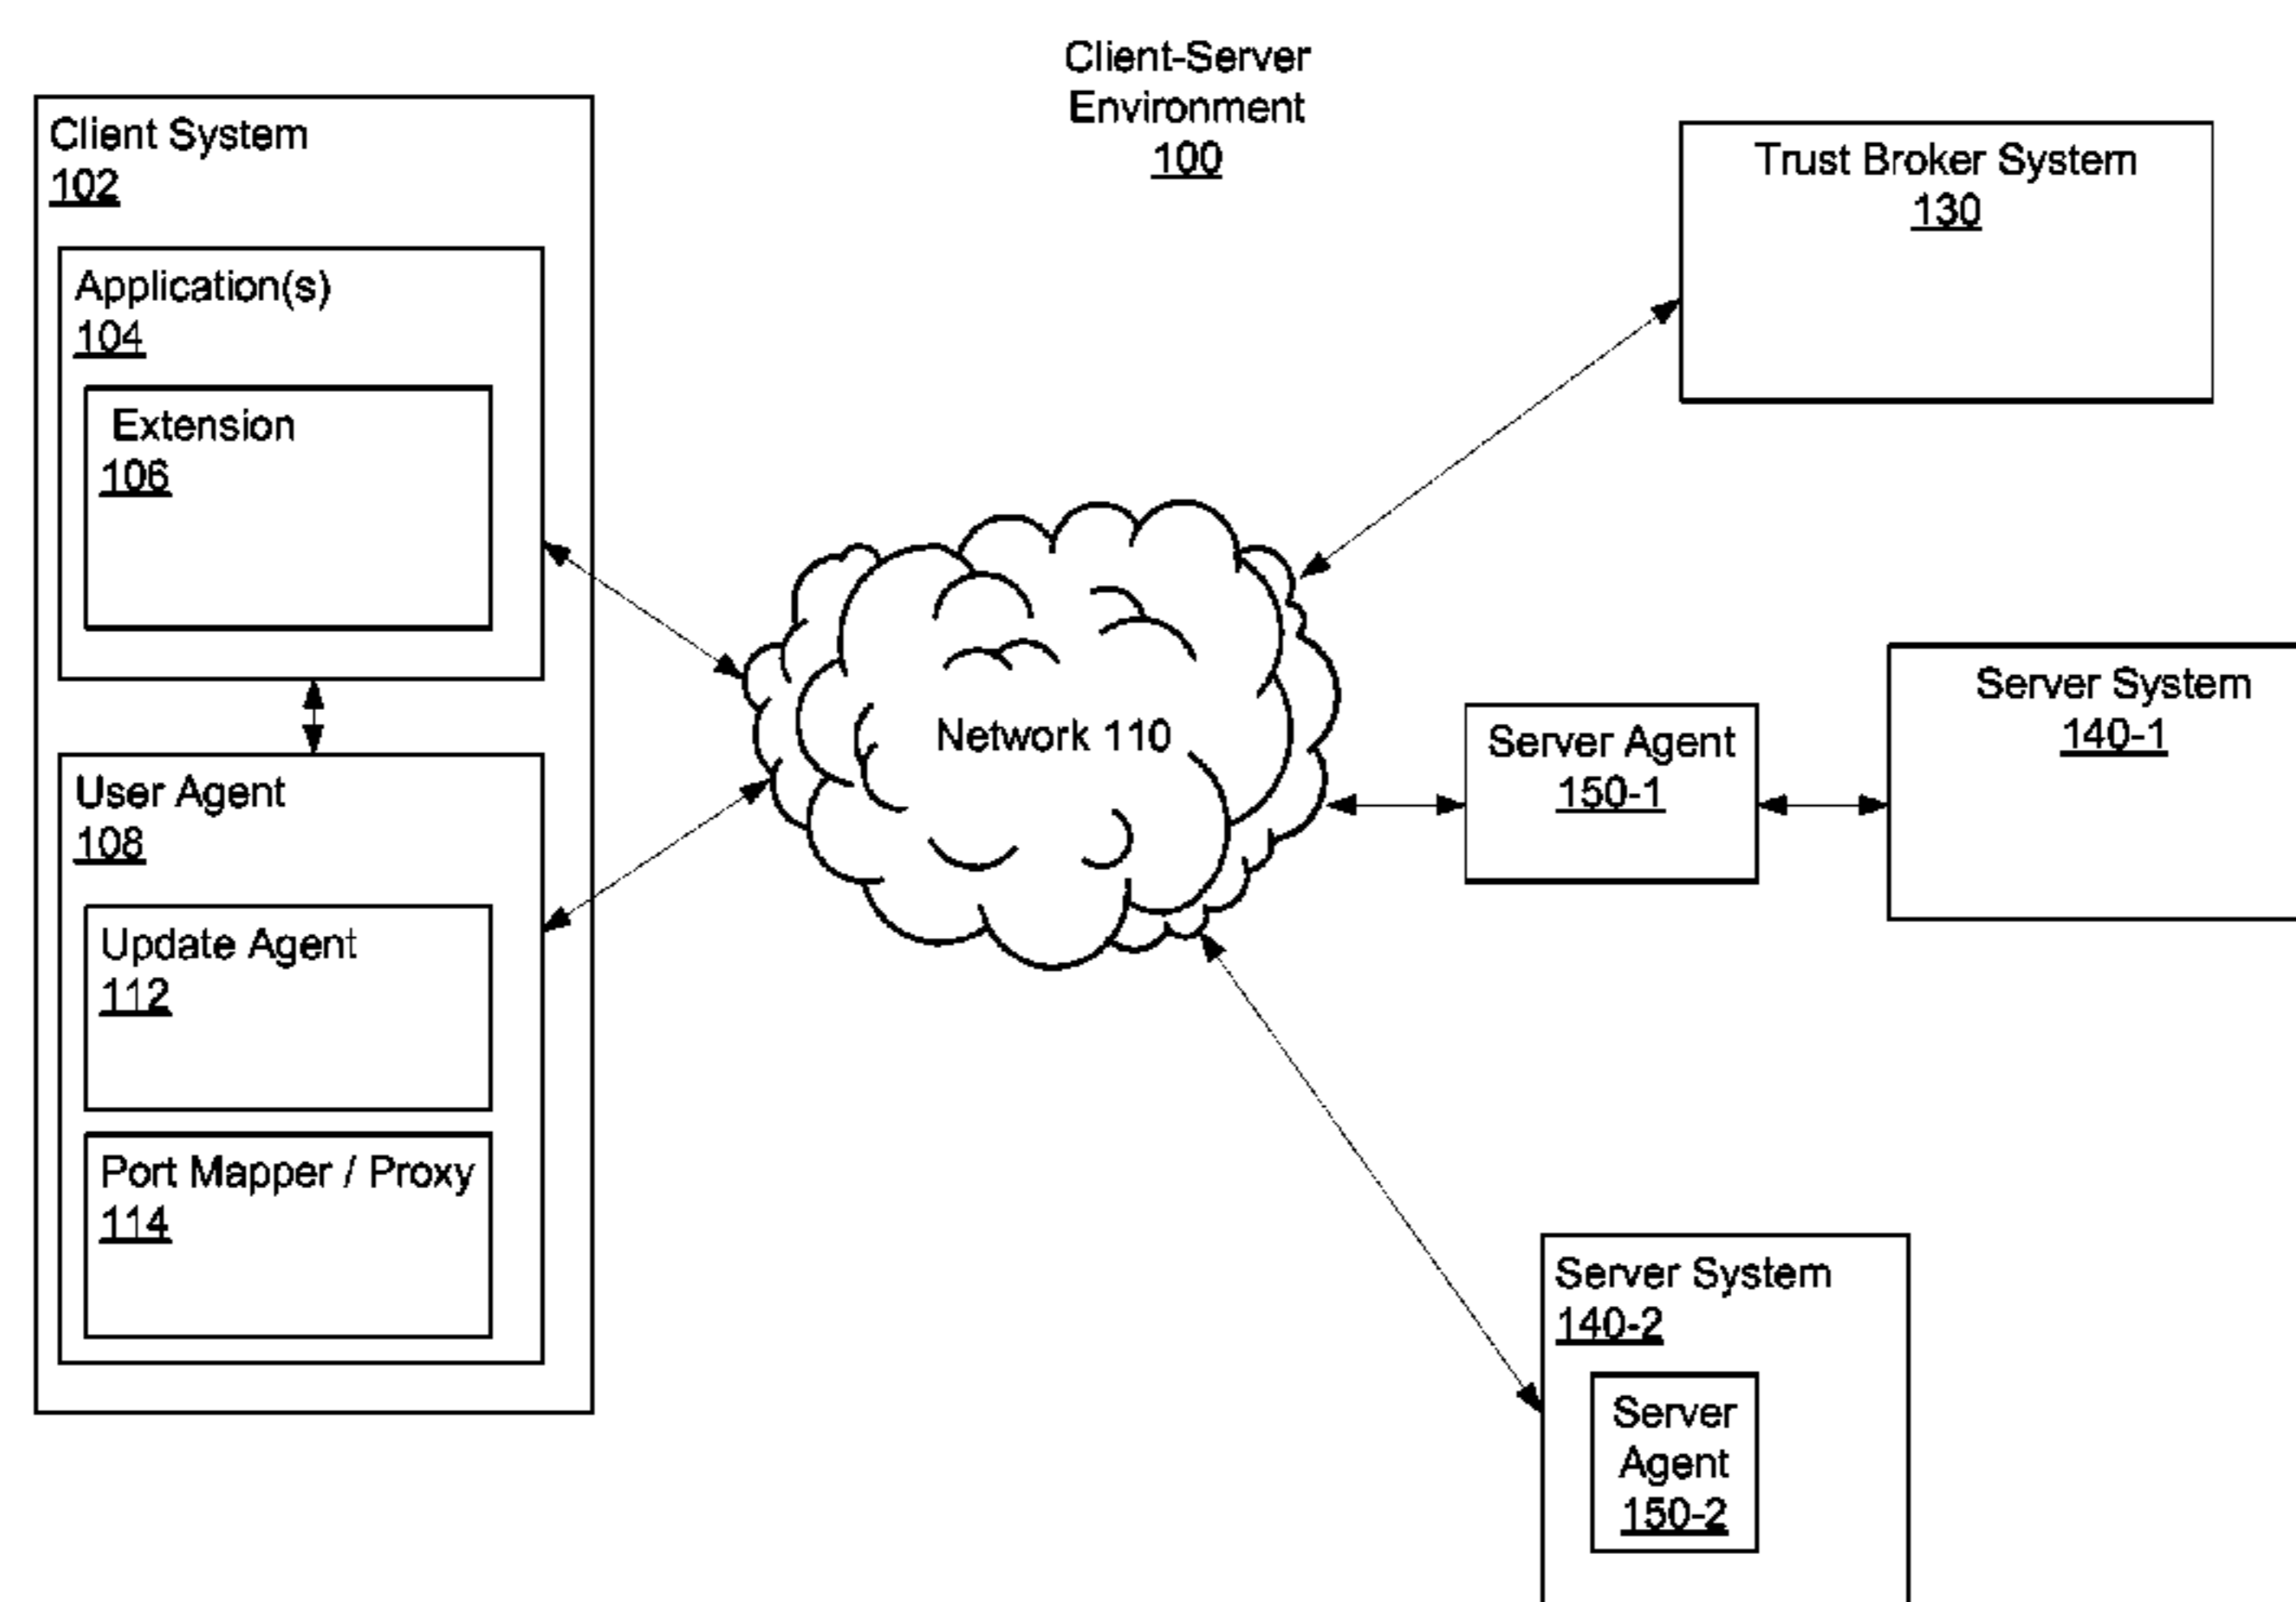 Client-Server
Environment
100
Client System
102
Application(s)
104
Extension
106
User Agent
108
Update Agent
112
Port Mapper / Proxy
114
Network 110
Trust Broker System
130
Server Agent
150-1
Server System
140-1
Server System
140-2
Server
Agent
150-2